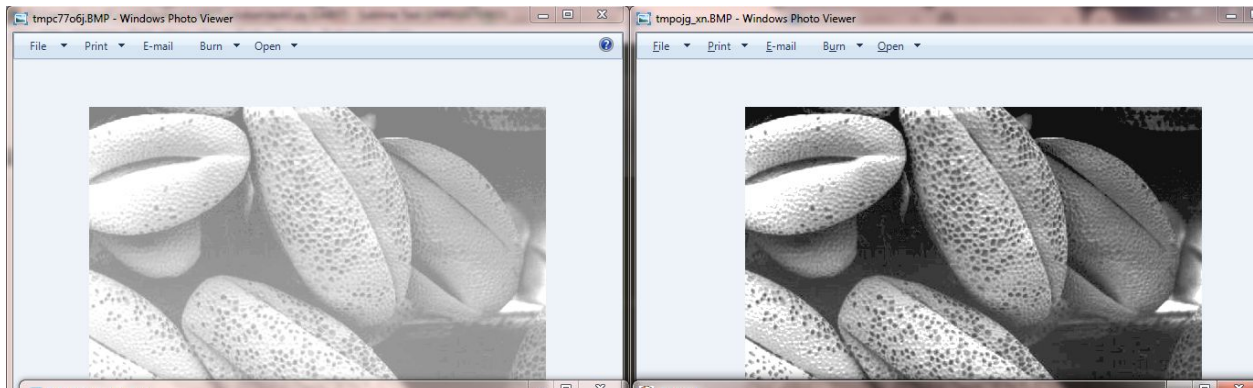 tmpc77o6j.BMP - Windows Photo Viewer
File Print E-mail Burn Open
tmpojg_xn.BMP - Windows Photo Viewer
File Print E-mail Burn Open